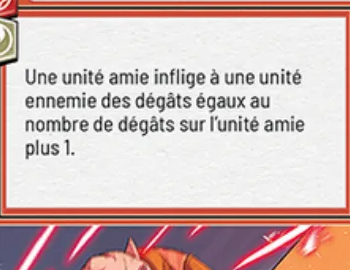 Une unité amie inflige à une unité
ennemie des dégâts égaux au
nombre de dégâts sur l'unité amie
plus 1.